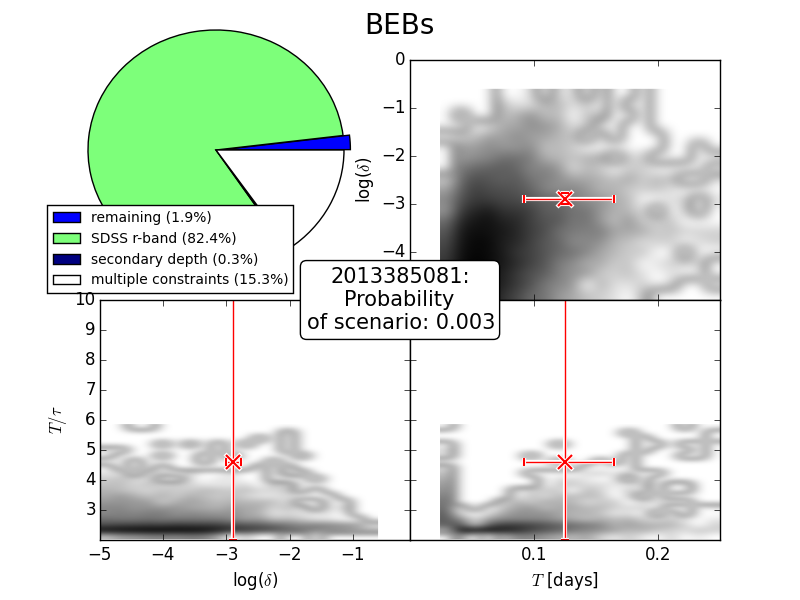 BEBs
remaining (1.9%)
SDSS r-band (82.4%)
secondary depth (0.3%)
multiple constraints (15.3%)
0
−1
−2
−3
−4
log(δ)
2013385081:
Probability
of scenario: 0.003
10
9
8
7
6
5
4
3
T/τ
−5 −4 −3 −2 −1
log(δ)
0.1 0.2
T [days]